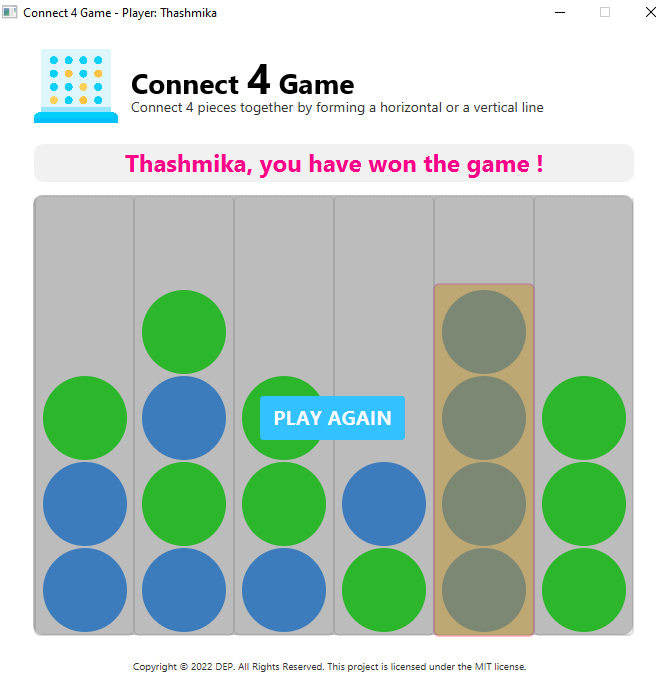 Connect 4 Game - Player: Thashmika
Connect 4 Game
Connect 4 pieces together by forming a horizontal or a vertical line
Thashmika, you have won the game !
PLAY AGAIN
Copyright © 2022 DEP. All Rights Reserved. This project is licensed under the MIT license.